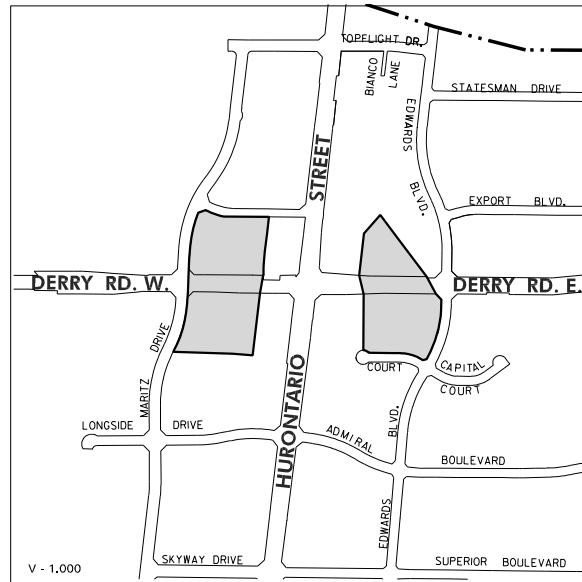 TOPFLIGHT DR.
BIANCO
LANE
STATESMAN DRIVE
EDWARDS
BLVD.
STREET
EXPORT BLVD.
DERRY RD. W.
DERRY RD. E.
MARITZ
DRIVE
COURT
CAPITAL
COURT
HURONTARIO
LONGSIDE DRIVE
ADMIRAL
BOULEVARD
EDWARDS
BLVD.
SKYWAY DRIVE
SUPERIOR BOULEVARD
V - 1.000